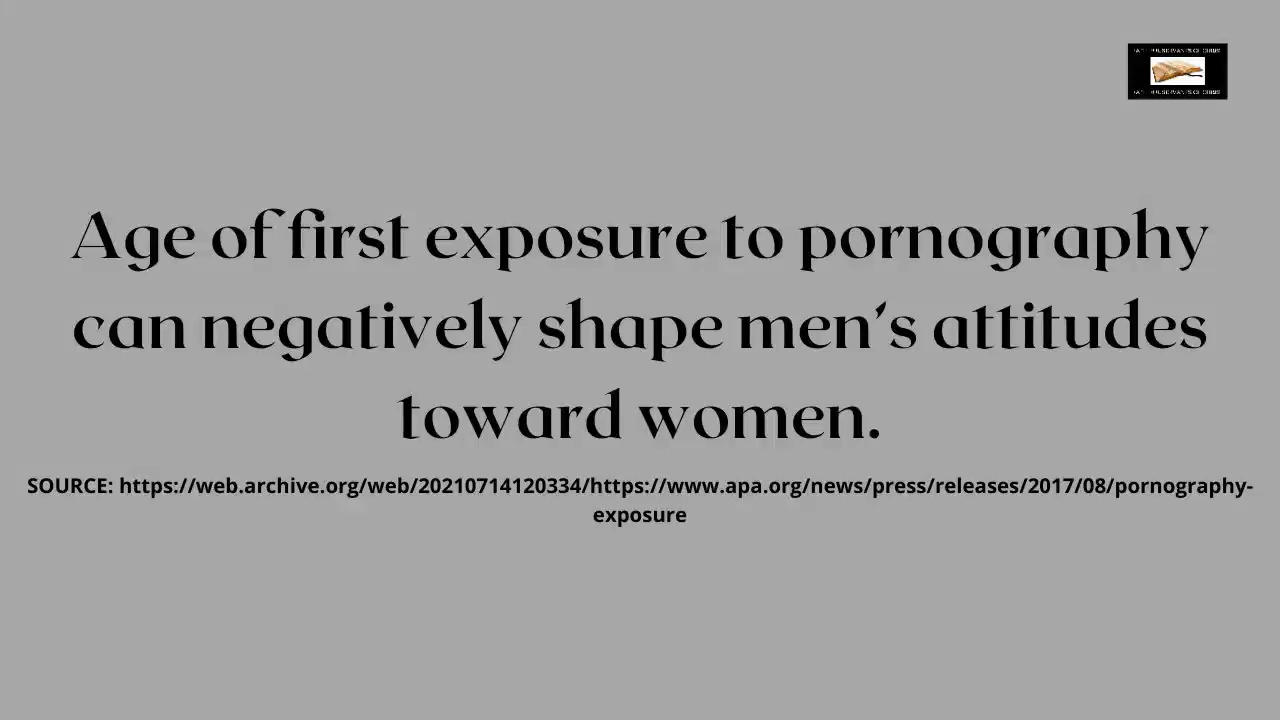 Age of first exposure to pornography
can negatively shape men's attitudes
toward women.
SOURCE: https://web.archive.org/web/20210714120334/https://www.apa.org/news/press/releases/2017/08/pornography-
exposure